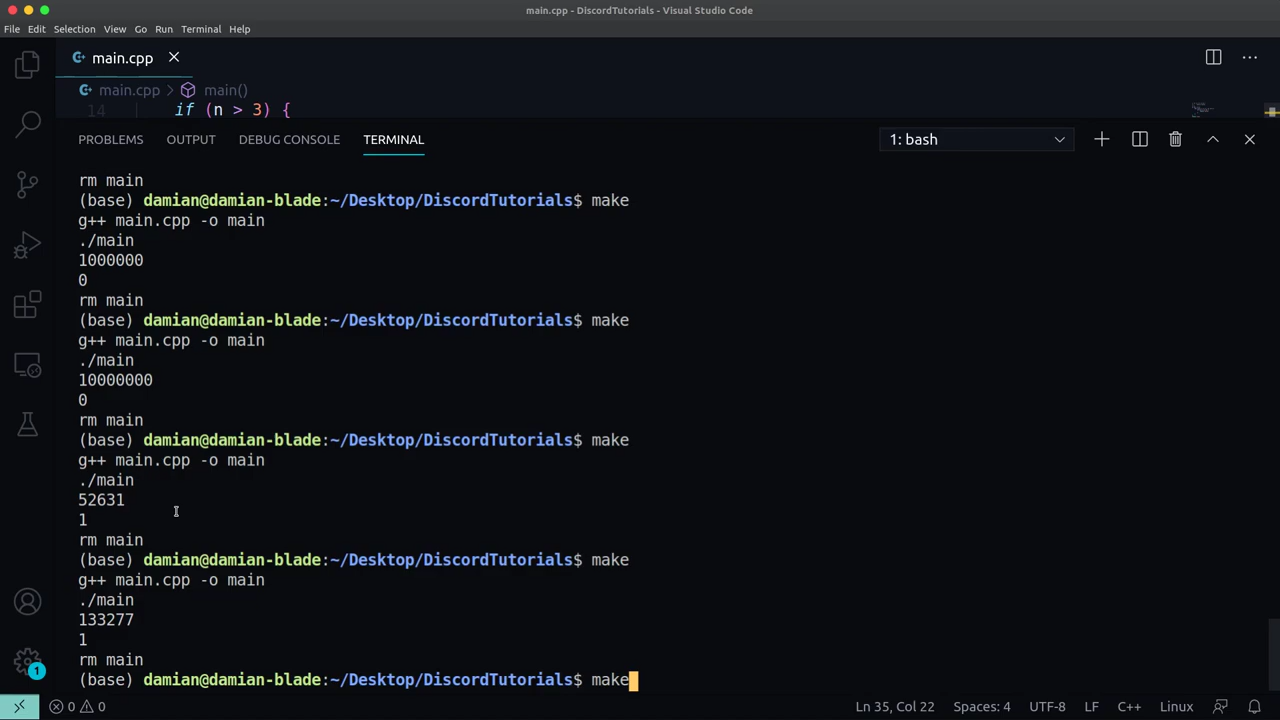 main.cpp - DiscordTutorials - Visual Studio Code
File Edit Selection View Go Run Terminal Help
main.cpp
main.cpp > main()
14 if (n > 3) {
PROBLEMS OUTPUT DEBUG CONSOLE TERMINAL 1: bash
rm main
(base) damian@damian-blade:~/Desktop/DiscordTutorials$ make
g++ main.cpp -o main
./main
1000000
0
rm main
(base) damian@damian-blade:~/Desktop/DiscordTutorials$ make
g++ main.cpp -o main
./main
10000000
0
rm main
(base) damian@damian-blade:~/Desktop/DiscordTutorials$ make
g++ main.cpp -o main
./main
52631
1
rm main
(base) damian@damian-blade:~/Desktop/DiscordTutorials$ make
g++ main.cpp -o main
./main
133277
1
rm main
(base) damian@damian-blade:~/Desktop/DiscordTutorials$ make
1
0 0 Ln 35, Col 22 Spaces: 4 UTF-8 LF C++ Linux